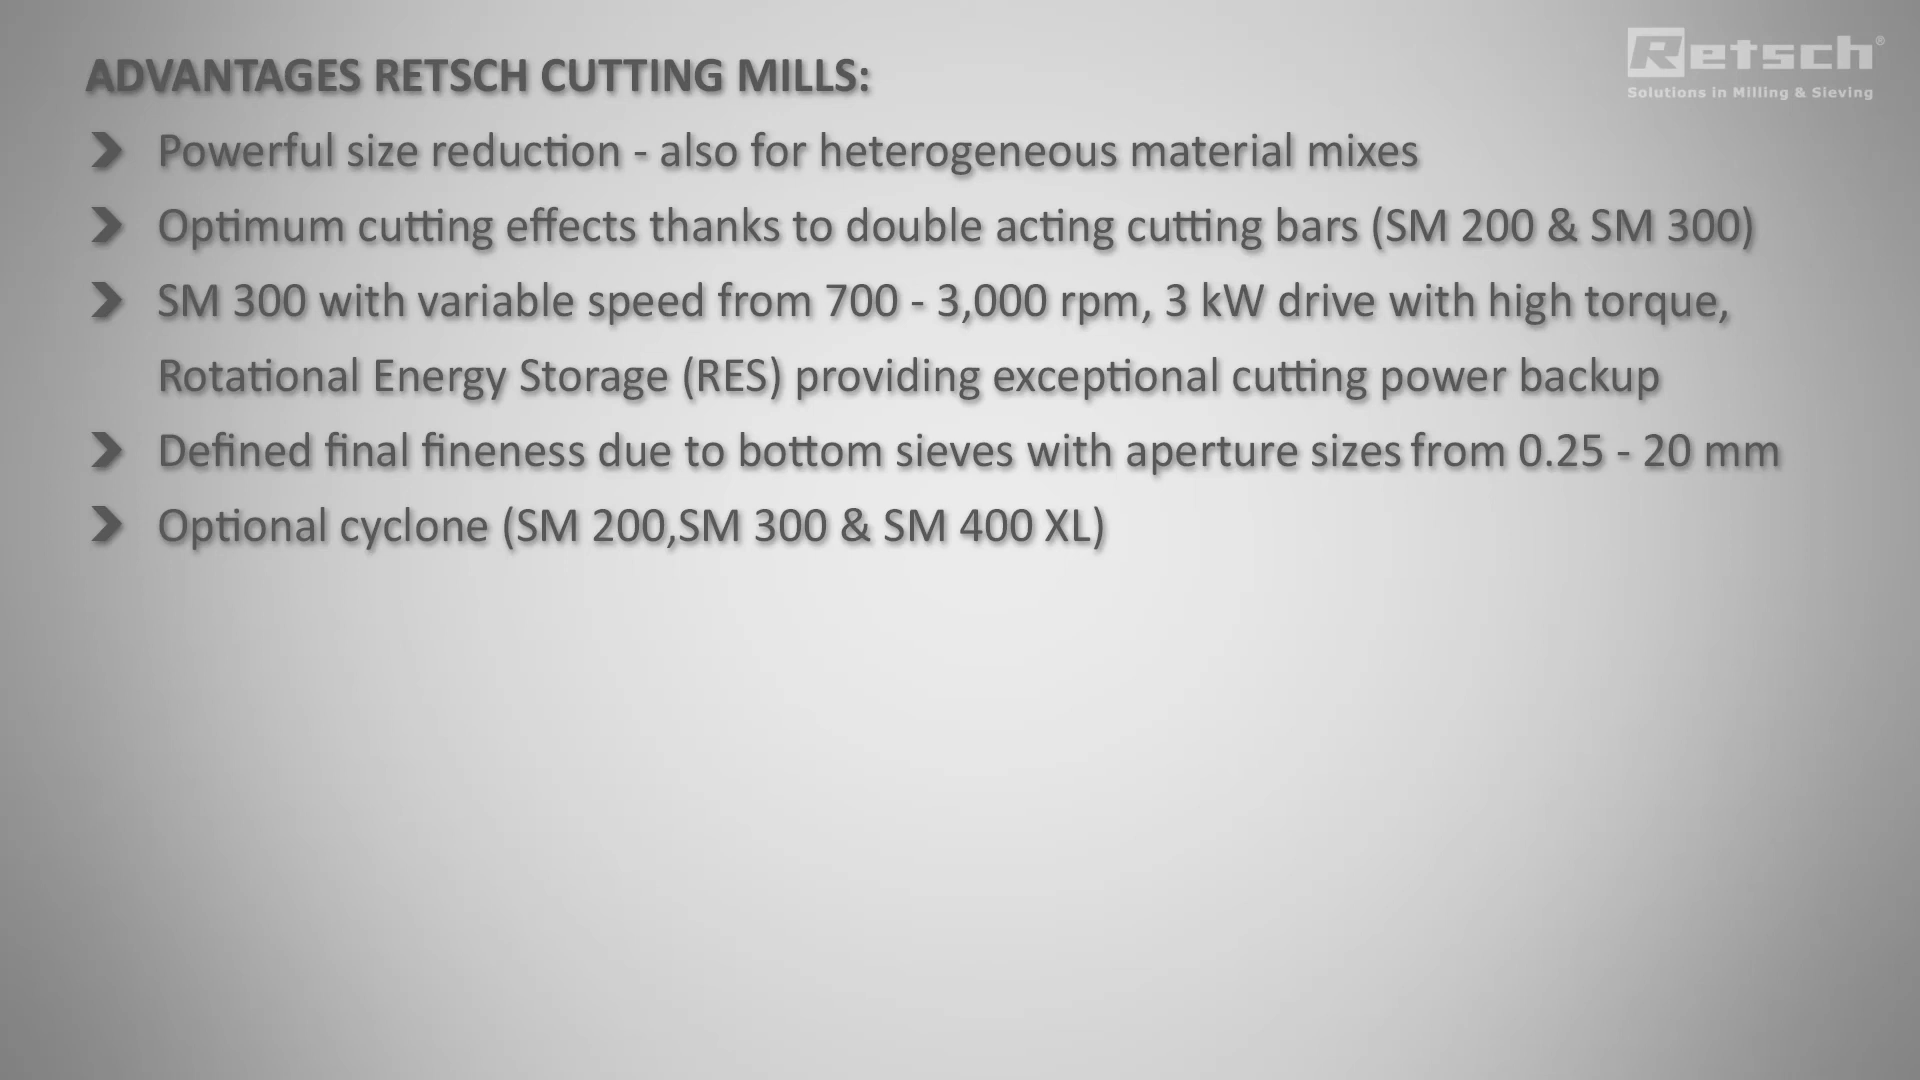 ADVANTAGES RETSCH CUTTING MILLS:
Retsch®
Solutions in Milling & Sieving
Powerful size reduction - also for heterogeneous material mixes
Optimum cutting effects thanks to double acting cutting bars (SM 200 & SM 300)
SM 300 with variable speed from 700 - 3,000 rpm, 3 kW drive with high torque,
Rotational Energy Storage (RES) providing exceptional cutting power backup
Defined final fineness due to bottom sieves with aperture sizes from 0.25 - 20 mm
Optional cyclone (SM 200,SM 300 & SM 400 XL)